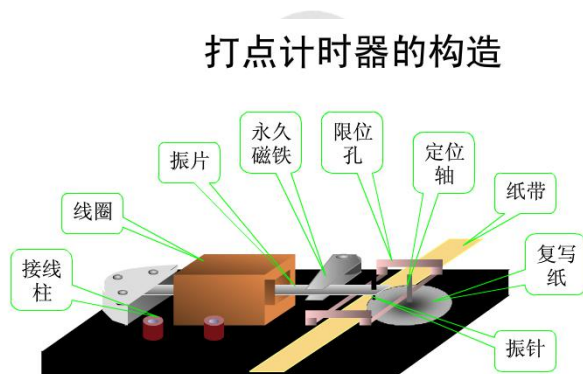 打点计时器的构造
永久
磁铁
限位
孔
定位
轴
振片
纸带
线圈
复写
纸
接线
柱
振针